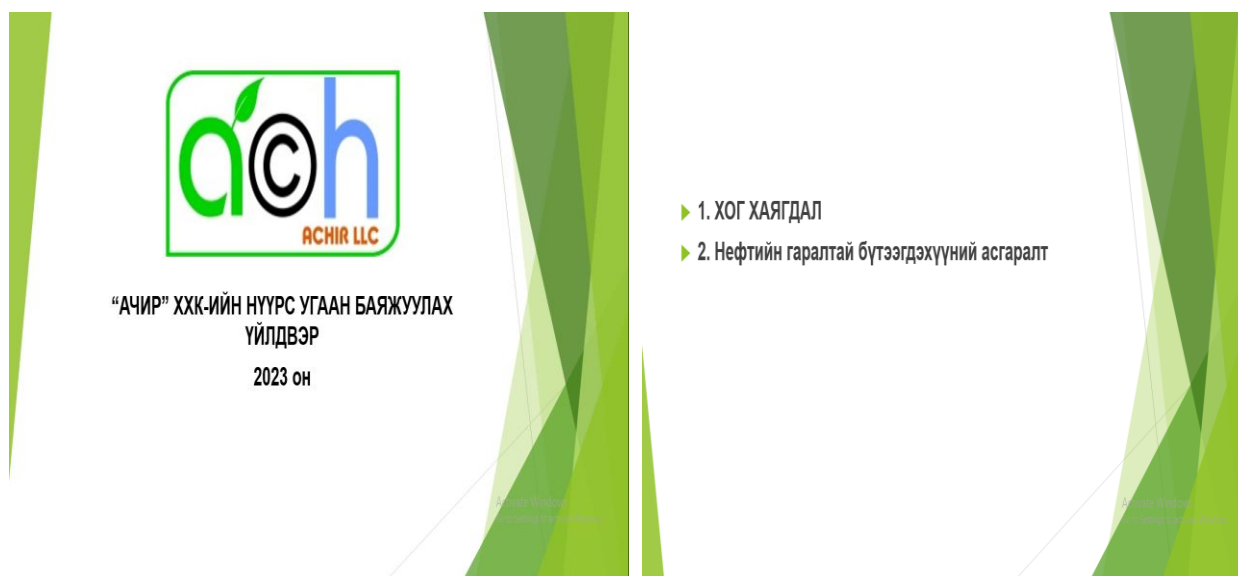 ach
ACHIR LLC
“АЧИР” ХХК-ИЙН НҮҮРС УГААН БАЯЖУУЛАХ
ҮЙЛДВЭР
2023 он
1. ХОГ ХАЯГДАЛ
2. Нефтийн гаралтай бүтээгдэхүүний асгаралт